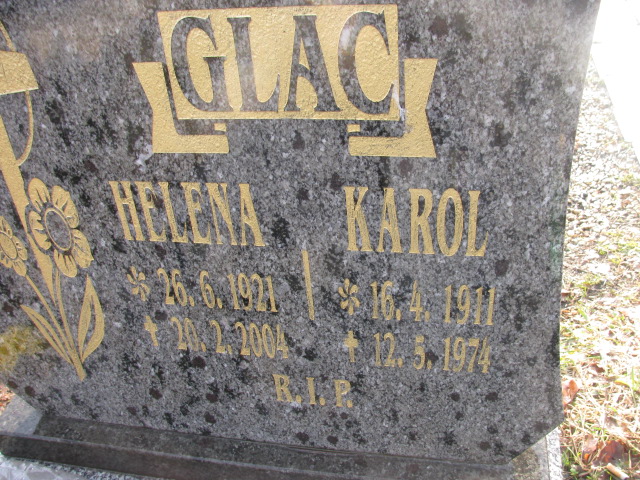 GLAC
HELENA KAROL
* 26. 6. 1921 * 16. 4. 1911
† 20. 2. 2004 † 12. 5. 1974
R. I. P.